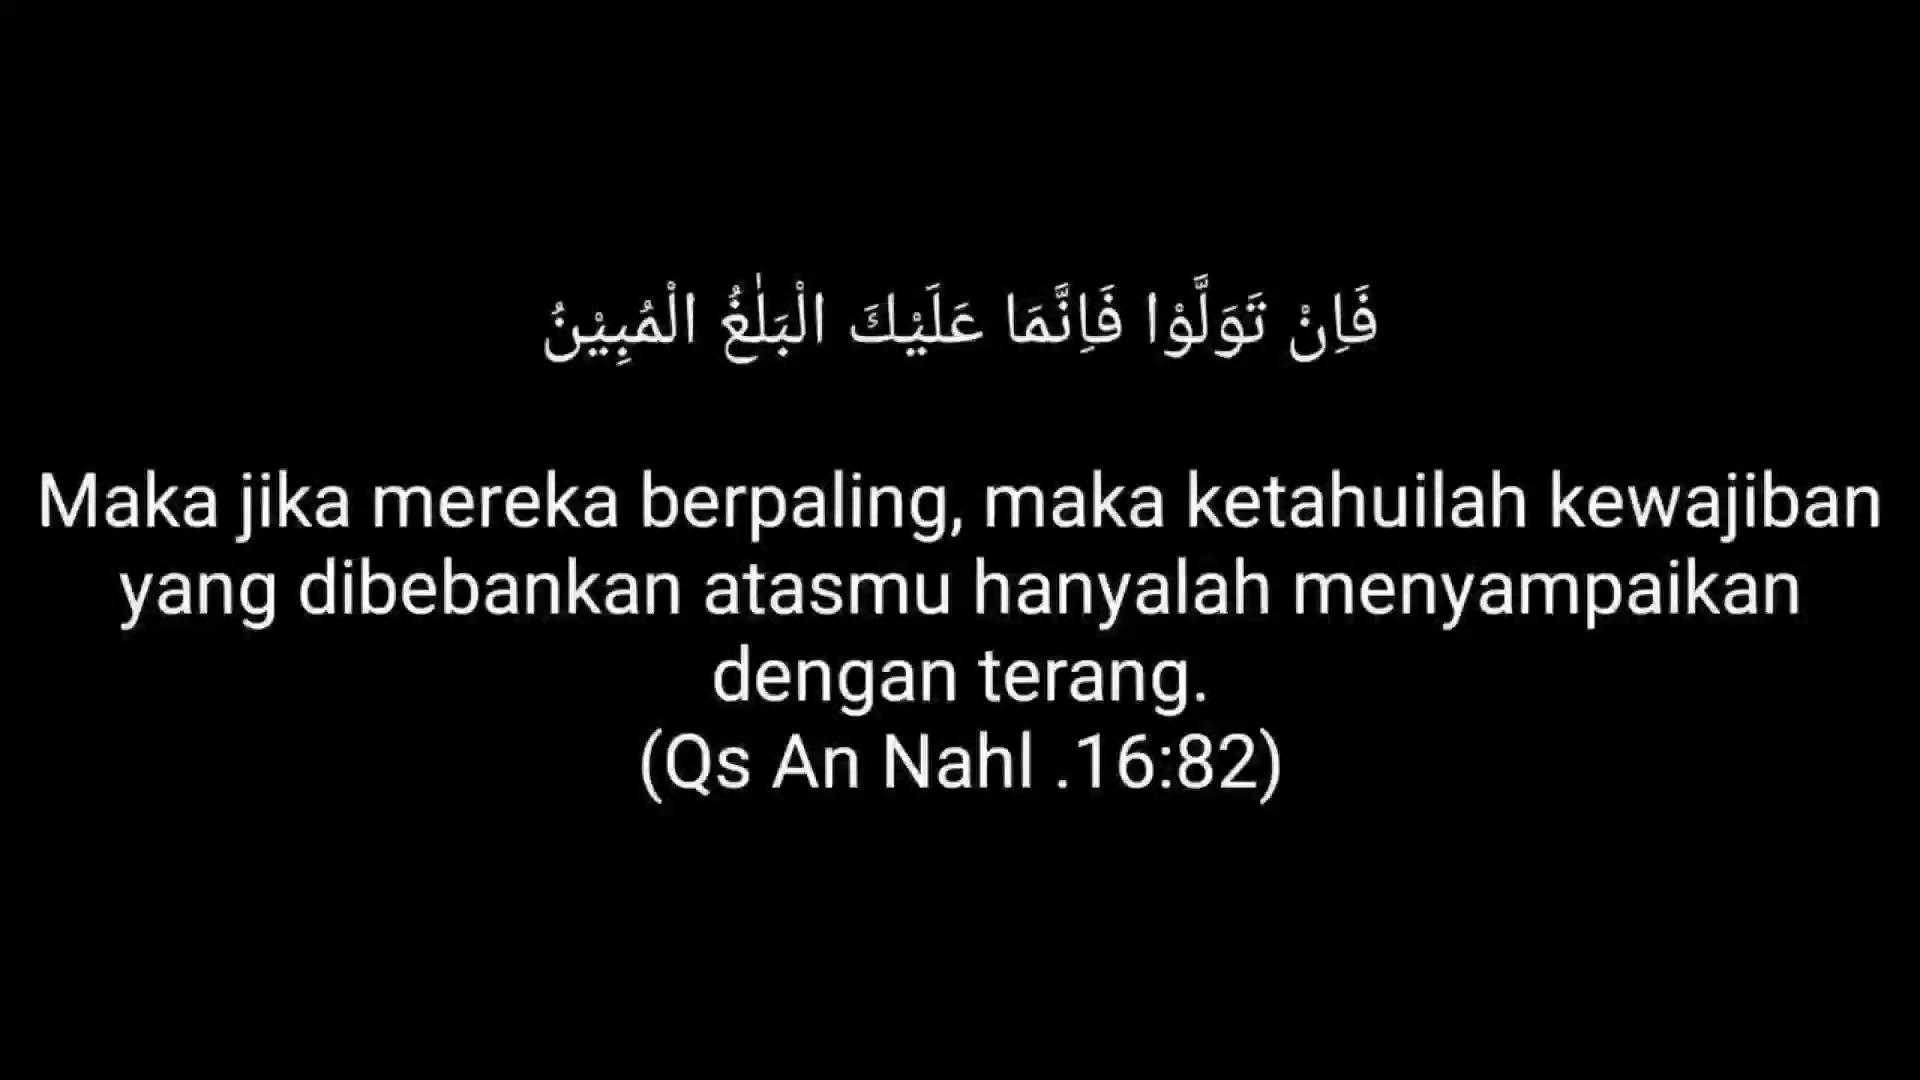 فَاِنْ تَوَلَّوْا فَاِنَّمَا عَلَيْكَ الْبَلٰغُ الْمُبِيْنُ
Maka jika mereka berpaling, maka ketahuilah kewajiban
yang dibebankan atasmu hanyalah menyampaikan
dengan terang.
(Qs An Nahl .16:82)